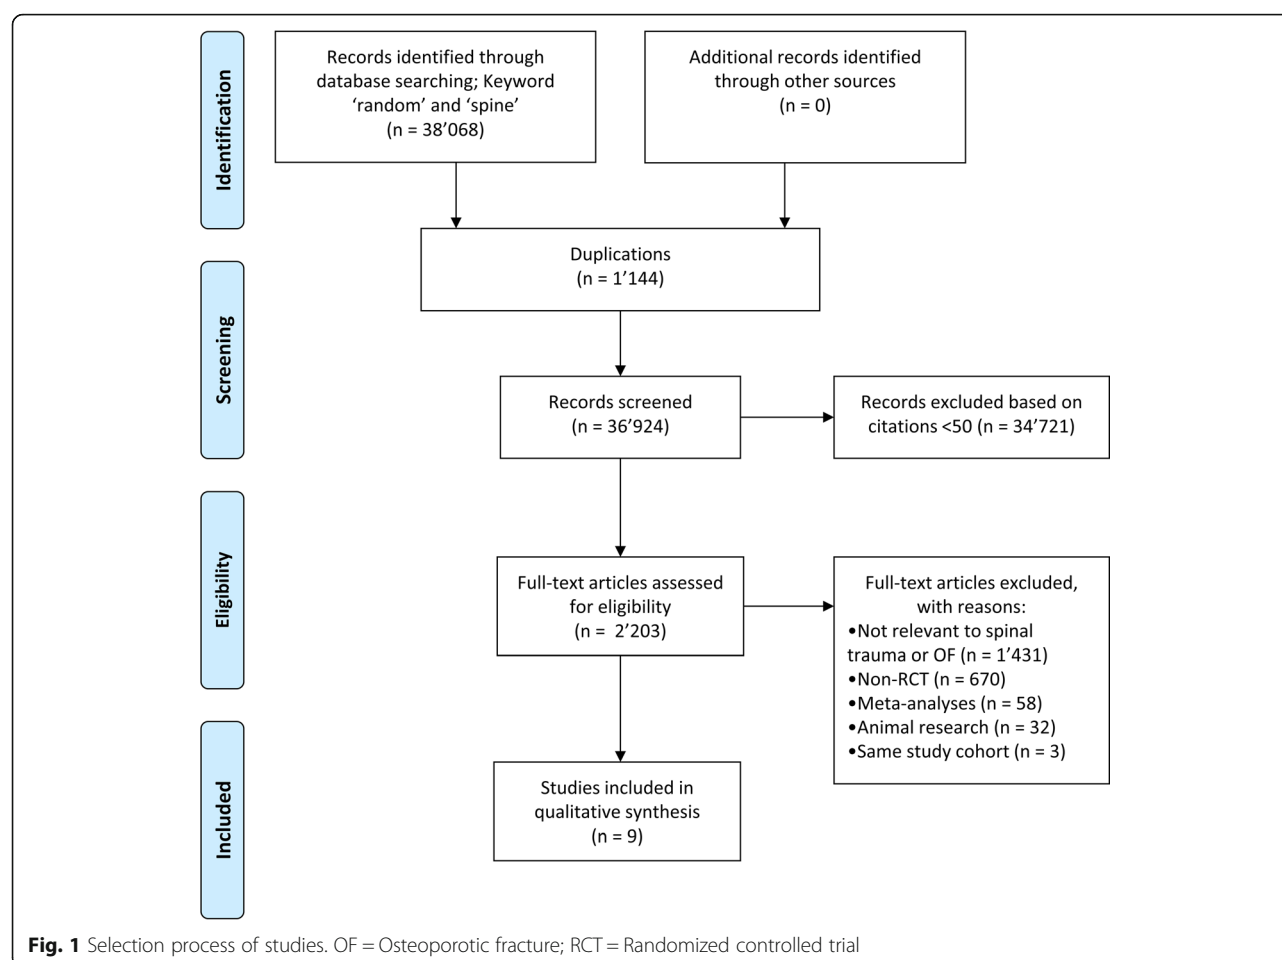 Identification
Records identified through
database searching; Keyword
‘random’ and ‘spine’
(n = 38’068)
Additional records identified
through other sources
(n = 0)
Duplications
(n = 1’144)
Screening
Records screened
(n = 36’924)
Records excluded based on
citations <50 (n = 34’721)
Eligibility
Full-text articles assessed
for eligibility
(n = 2’203)
Full-text articles excluded,
with reasons:
•Not relevant to spinal
trauma or OF (n = 1’431)
•Non-RCT (n = 670)
•Meta-analyses (n = 58)
•Animal research (n = 32)
•Same study cohort (n = 3)
Included
Studies included in
qualitative synthesis
(n = 9)
Fig. 1 Selection process of studies. OF = Osteoporotic fracture; RCT = Randomized controlled trial